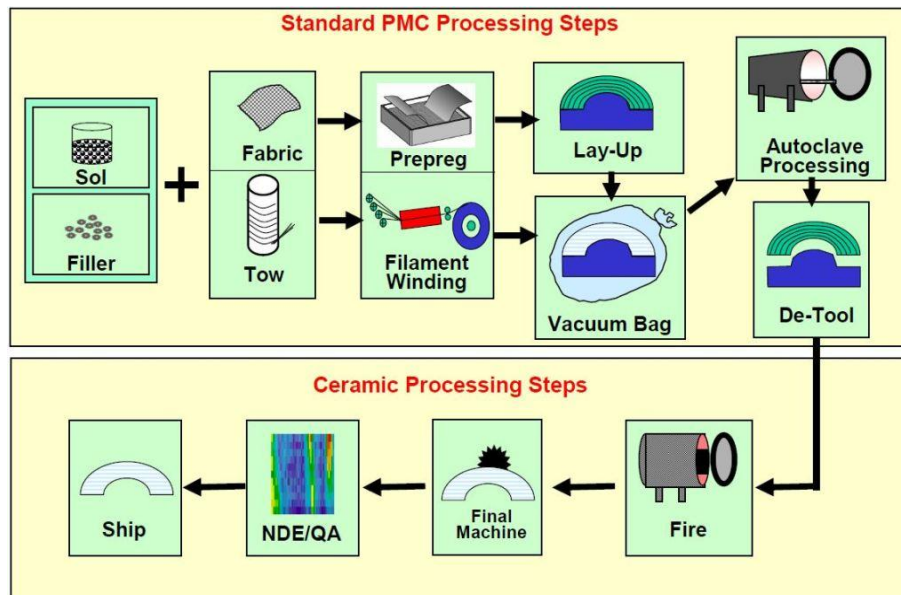 Standard PMC Processing Steps
Sol
Filler
+
Fabric
Tow
Prepreg
Filament
Winding
Lay-Up
Vacuum Bag
Autoclave
Processing
De-Tool
Ceramic Processing Steps
Ship
NDE/QA
Final
Machine
Fire